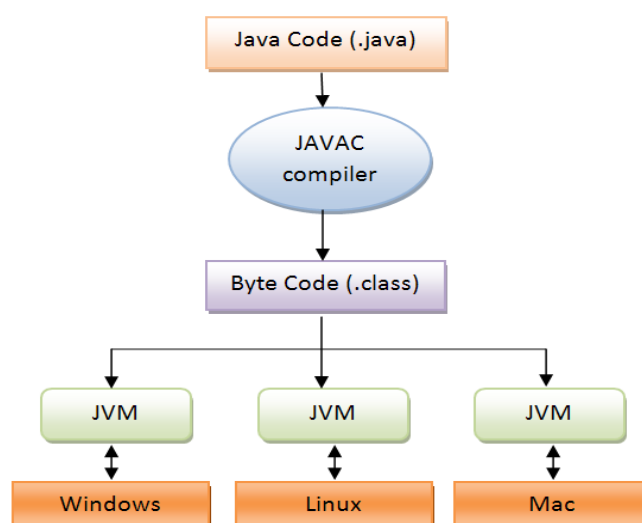 Java Code (.java)
JAVAC
compiler
Byte Code (.class)
JVM
JVM
JVM
Windows
Linux
Mac